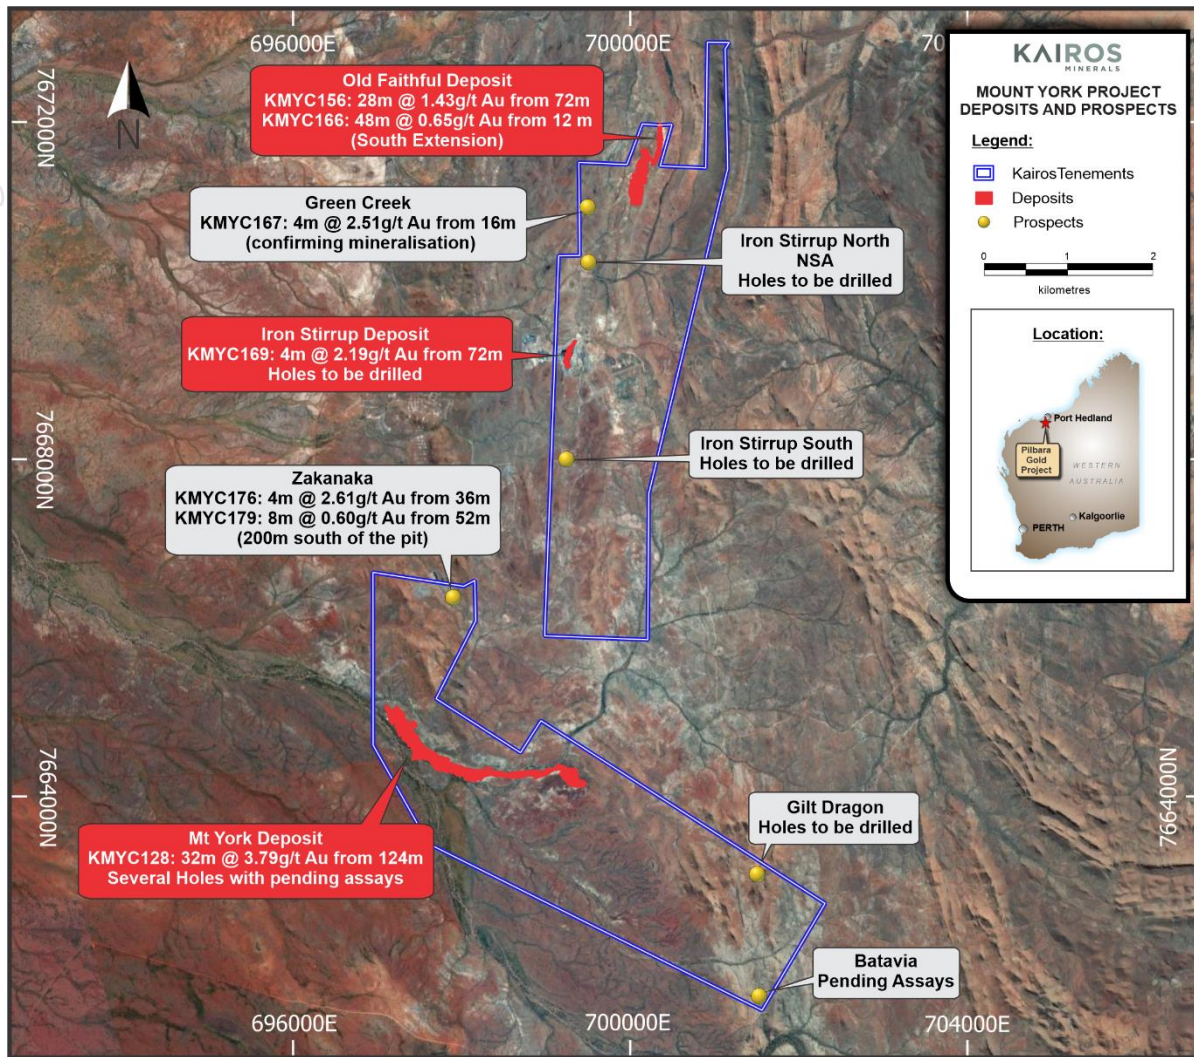 696000E
700000E
7672000N
N
Old Faithful Deposit
KMYC156: 28m @ 1.43g/t Au from 72m
KMYC166: 48m @ 0.65g/t Au from 12 m
(South Extension)
Green Creek
KMYC167: 4m @ 2.51g/t Au from 16m
(confirming mineralisation)
Iron Stirrup North
NSA
Holes to be drilled
Iron Stirrup Deposit
KMYC169: 4m @ 2.19g/t Au from 72m
Holes to be drilled
7668000N
Iron Stirrup South
Holes to be drilled
Zakanaka
KMYC176: 4m @ 2.61g/t Au from 36m
KMYC179: 8m @ 0.60g/t Au from 52m
(200m south of the pit)
7664000N
7664000N
Mt York Deposit
KMYC128: 32m @ 3.79g/t Au from 124m
Several Holes with pending assays
Gilt Dragon
Holes to be drilled
Batavia
Pending Assays
696000E
700000E
704000E
KAIROS
MINERALS
MOUNT YORK PROJECT
DEPOSITS AND PROSPECTS
Legend:
KairosTenements
Deposits
Prospects
0 1 2
kilometres
Location:
Port Hedland
Pilbara
Gold
Project
WESTERN
AUSTRALIA
Kalgoorlie
PERTH